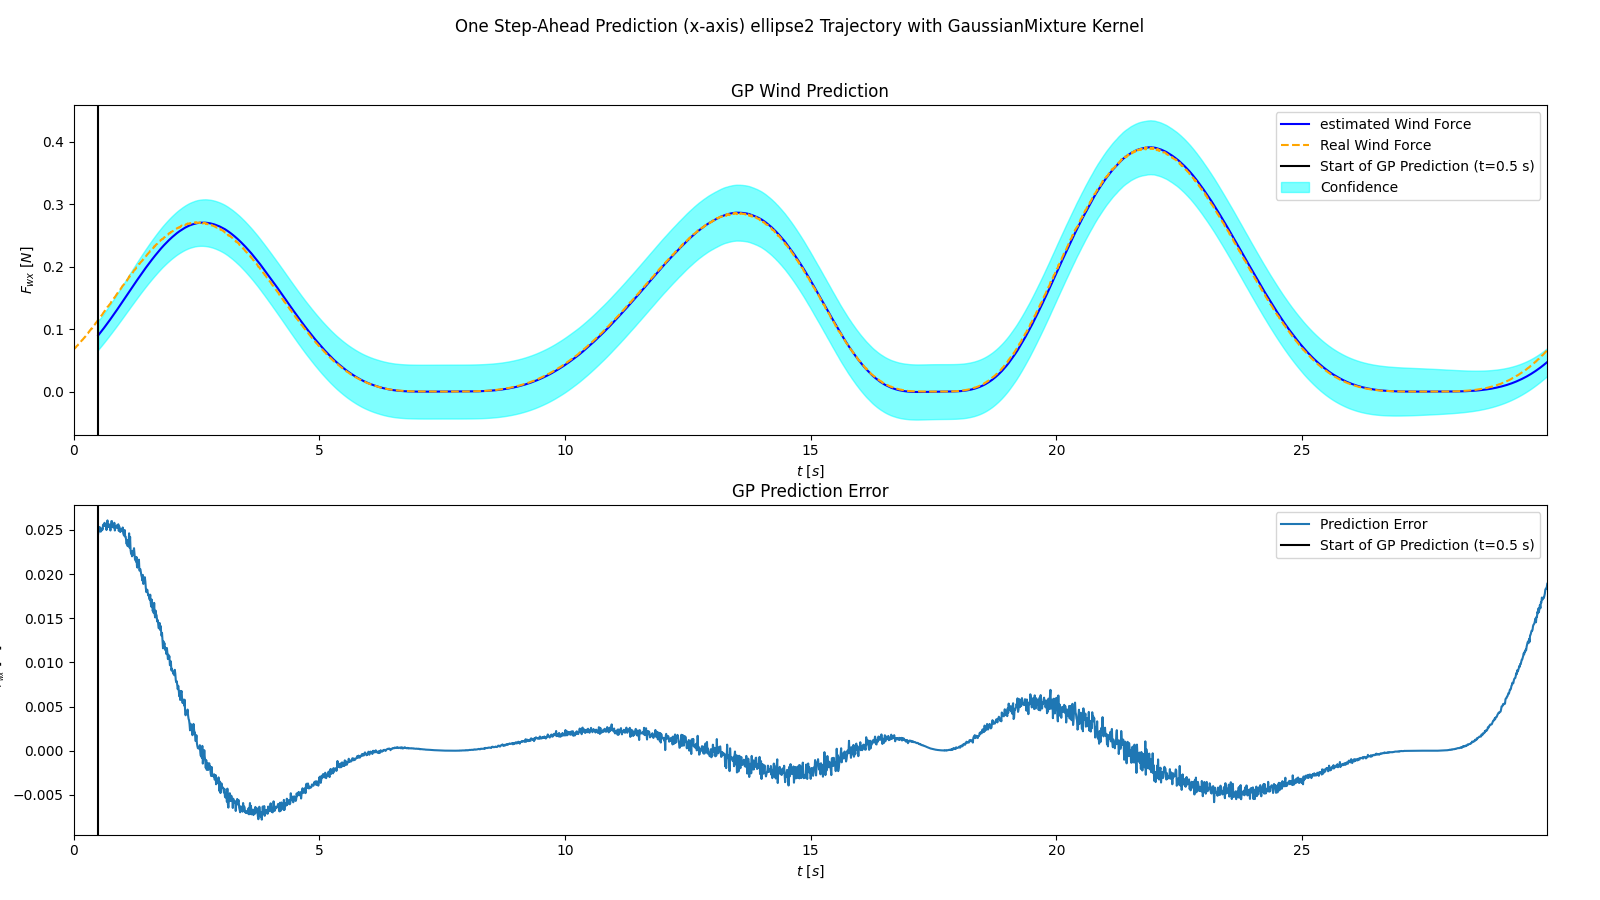 One Step-Ahead Prediction (x-axis) ellipse2 Trajectory with GaussianMixture Kernel
GP Wind Prediction
estimated Wind Force
Real Wind Force
Start of GP Prediction (t=0.5 s)
Confidence
0.4
0.3
0.2
0.1
0.0
F_wx [N]
0 5 10 15 20 25
t [s]
GP Prediction Error
Prediction Error
Start of GP Prediction (t=0.5 s)
0.025
0.020
0.015
0.010
0.005
0.000
−0.005
0 5 10 15 20 25
t [s]